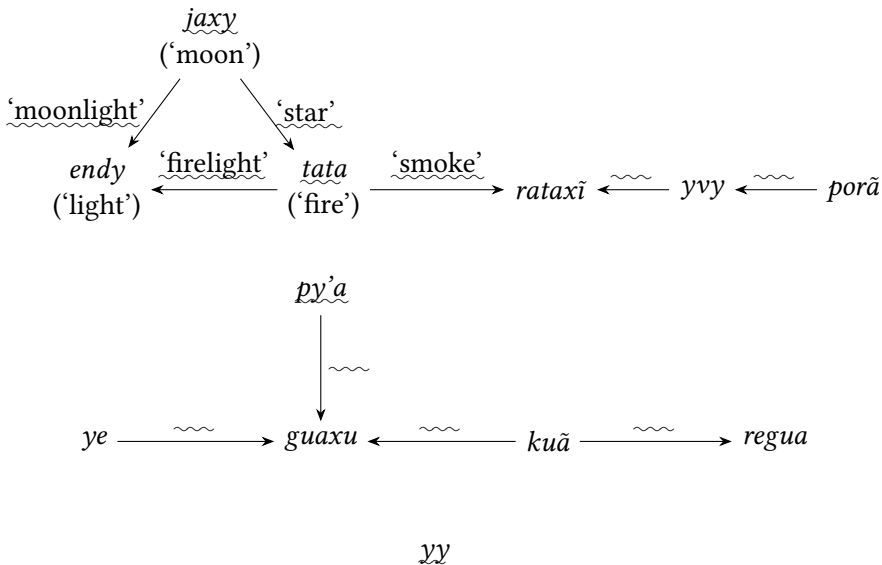 jaxy
(‘moon’)
‘moonlight’ ‘star’
endy ‘firelight’ tata ‘smoke’ rataxĩ yvy porã
(‘light’) (‘fire’)
py’a
ye guaxu kuã regua
yy